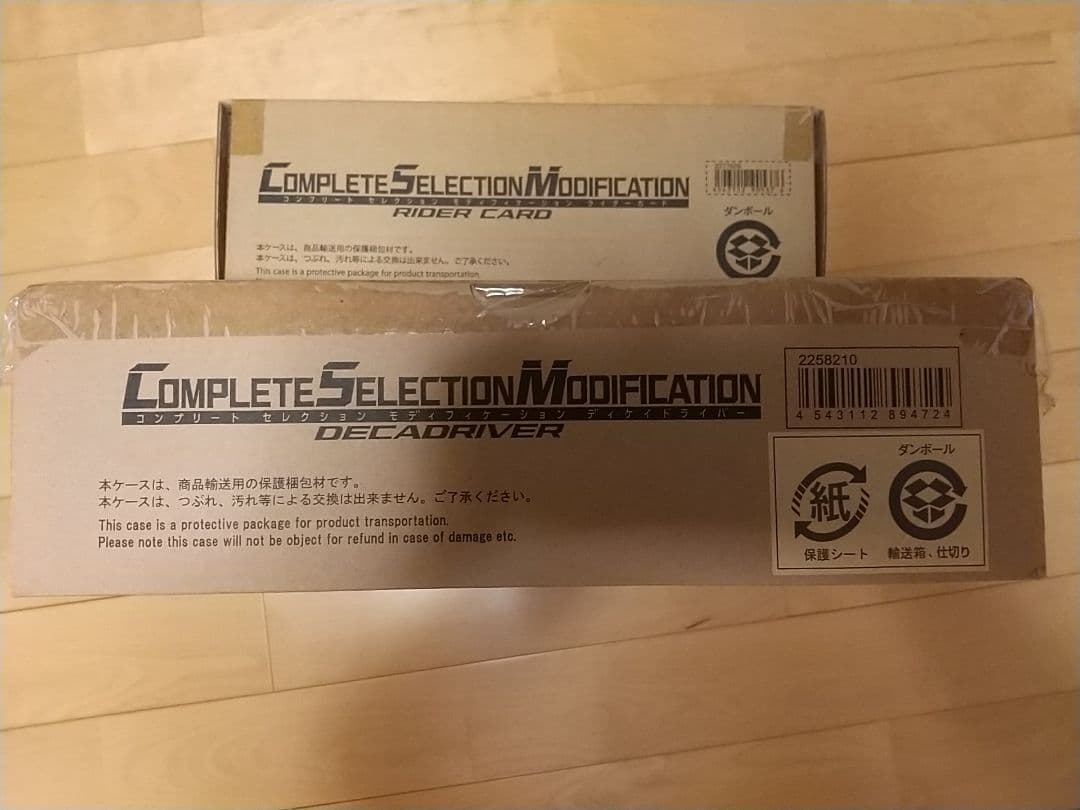 COMPLETE SELECTION MODIFICATION
コンプリート セレクション モディフィケーション ライダーカード
RIDER CARD
ダンボール
本ケースは、商品輸送用の保護梱包材です。
本ケースは、つぶれ、汚れ等による交換は出来ません。ご了承ください。
This case is a protective package for product transportation.
COMPLETE SELECTION MODIFICATION
コンプリート セレクション モディフィケーション ディケイドライバー
DECADRIVER
2258210
4 543112 894724
本ケースは、商品輸送用の保護梱包材です。
本ケースは、つぶれ、汚れ等による交換は出来ません。ご了承ください。
This case is a protective package for product transportation.
Please note this case will not be object for refund in case of damage etc.
紙
保護シート
ダンボール
輸送箱、仕切り